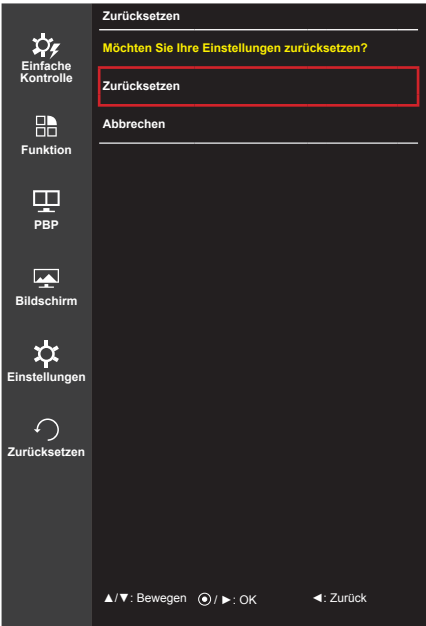 Einfache
Kontrolle
Funktion
PBP
Bildschirm
Einstellungen
Zurücksetzen
Zurücksetzen
Möchten Sie Ihre Einstellungen zurücksetzen?
Zurücksetzen
Abbrechen
▲/▼: Bewegen ⦿ / ►: OK ◄: Zurück